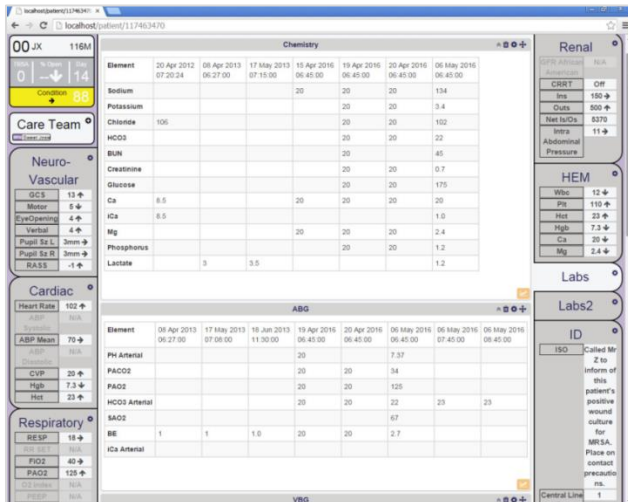 localhost/patient/117463470
localhost/patient/117463470
00 JX 116M
% Open Day
0 --↓ 14
Condition
→ 88
Care Team
Neuro-
Vascular
GCS 13 ↑
Motor 5 ↓
EyeOpening 4 ↑
Verbal 4 ↑
Pupil Sz L 3mm →
Pupil Sz R 3mm →
RASS -1 ↑
Cardiac
Heart Rate 102 ↑
ABP Systolic N/A
ABP Mean 70 →
ABP Diastolic N/A
CVP 20 ↑
Hgb 7.3 ↓
Hct 23 ↑
Respiratory
RESP 18 →
RR SET N/A
FiO2 40 →
PAO2 125 ↑
O2 Index N/A
PEEP N/A
Chemistry
Element 20 Apr 2012 08 Apr 2013 17 May 2013 15 Apr 2016 19 Apr 2016 20 Apr 2016 06 May 2016
07:20:24 06:27:00 07:15:00 06:45:00 06:45:00 06:45:00 06:45:00
Sodium 20 20 20 134
Potassium 20 20 3.4
Chloride 106 20 20 102
HCO3 20 20 22
BUN 20 45
Creatinine 20 20 0.7
Glucose 20 20 175
Ca 8.5 20 20 20 20
iCa 8.5 1.0
Mg 20 20 20 2.4
Phosphorus 20 20 1.2
Lactate 3 3.5 1.2
ABG
Element 08 Apr 2013 17 May 2013 18 Jun 2013 19 Apr 2016 20 Apr 2016 06 May 2016 06 May 2016 06 May 2016
06:27:00 07:08:00 11:30:00 06:45:00 06:45:00 06:45:00 07:45:00 08:45:00
PH Arterial 20 7.37
PACO2 20 20 34
PAO2 20 125
HCO3 Arterial 20 20 22 23 23
SAO2 67
BE 1 1 1.0 20 20 2.7
iCa Arterial
VBG
Renal
GFR African American N/A
CRRT Off
Ins 150 →
Outs 500 ↑
Net Is/Os 5370
Intra 11 →
Abdominal
Pressure
HEM
Wbc 12 ↓
Plt 110 ↑
Hct 23 ↑
Hgb 7.3 ↓
Ca 20 ↓
Mg 2.4 ↓
Labs
Labs2
ID
ISO Called Mr
Z to
inform of
this
patient's
positive
wound
culture
for
MRSA.
Place on
contact
precautio
ns.
Central Line 1